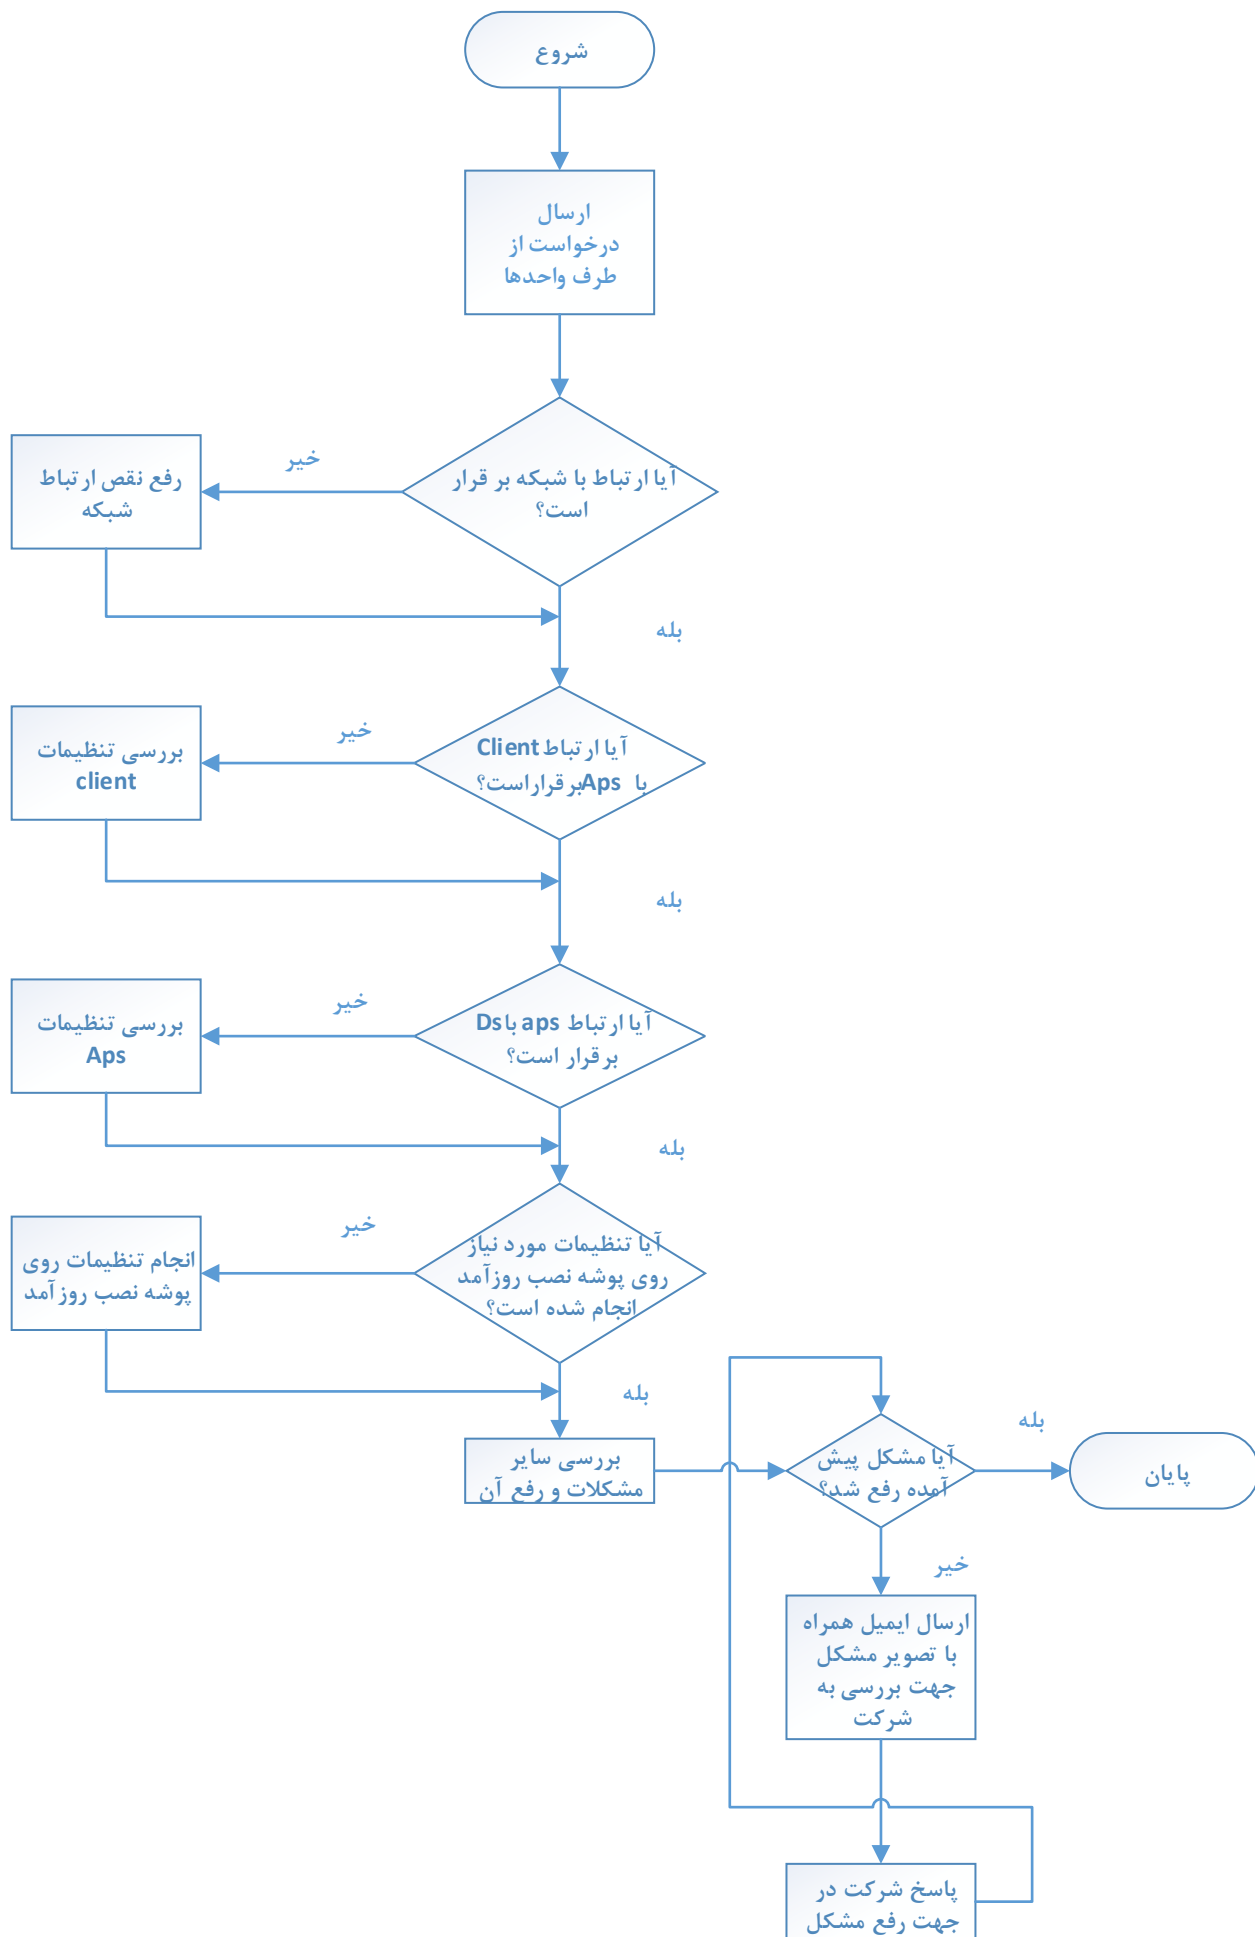 شروع
ارسال
درخواست از
طرف واحدها
آیا ارتباط با شبکه بر قرار
است؟
خیر
رفع نقص ارتباط
شبکه
بله
آیا ارتباط Client
با Aps برقراراست؟
خیر
بررسی تنظیمات
client
بله
آیا ارتباط aps با Ds
برقرار است؟
خیر
بررسی تنظیمات
Aps
بله
آیا تنظیمات مورد نیاز
روی پوشه نصب روزآمد
انجام شده است؟
خیر
انجام تنظیمات روی
پوشه نصب روزآمد
بله
بررسی سایر
مشکلات و رفع آن
آیا مشکل پیش
آمده رفع شد؟
بله
پایان
خیر
ارسال ایمیل همراه
با تصویر مشکل
جهت بررسی به
شرکت
پاسخ شرکت در
جهت رفع مشکل